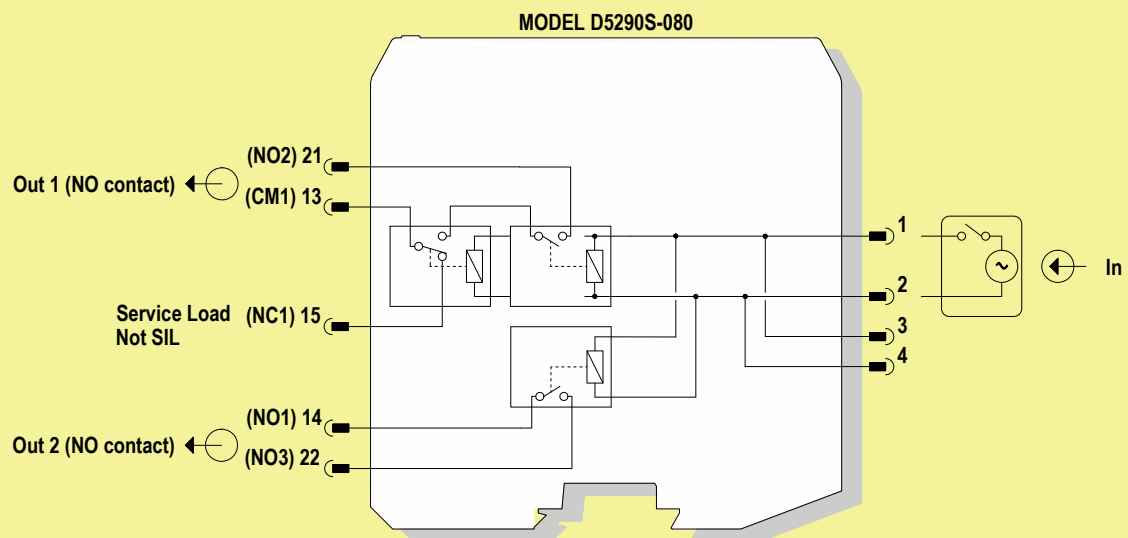 MODEL D5290S-080
(NO2) 21
Out 1 (NO contact)
(CM1) 13
1
In
2
Service Load
Not SIL
(NC1) 15
3
4
(NO1) 14
Out 2 (NO contact)
(NO3) 22